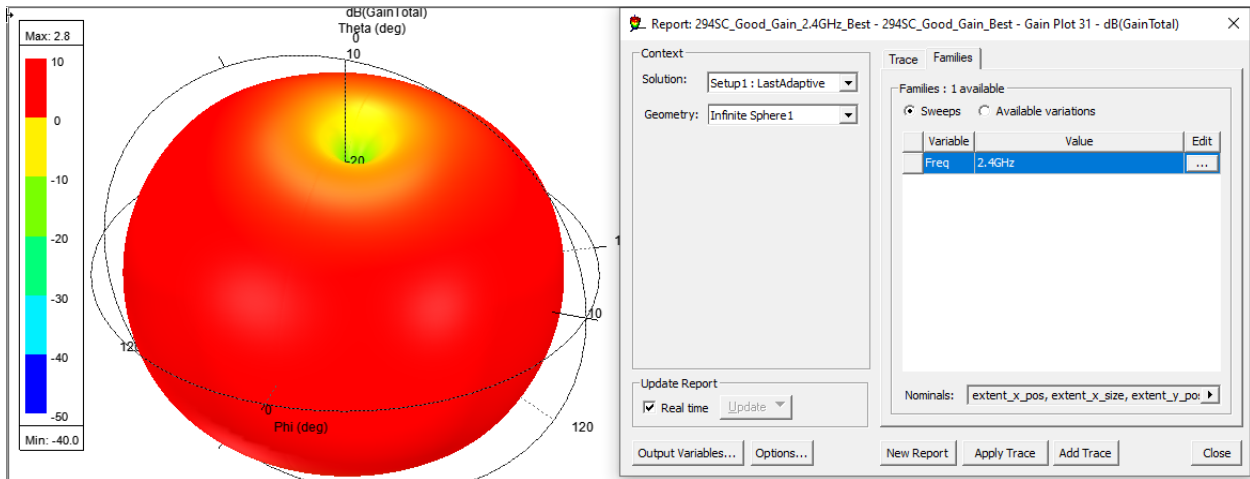 Max: 2.8
10
0
-10
-20
-30
-40
-50
Min: -40.0
dB(GainTotal)
Theta (deg)
0
10
-20
10
120
0
Phi (deg)
Report: 294SC_Good_Gain_2.4GHz_Best - 294SC_Good_Gain_Best - Gain Plot 31 - dB(GainTotal)
Context
Solution:
Setup1 : LastAdaptive
Geometry:
Infinite Sphere1
Update Report
Real time
Update
Output Variables...
Options...
Trace
Families
Families : 1 available
Sweeps
Available variations
Variable
Value
Edit
Freq
2.4GHz
...
Nominals:
extent_x_pos, extent_x_size, extent_y_po
New Report
Apply Trace
Add Trace
Close